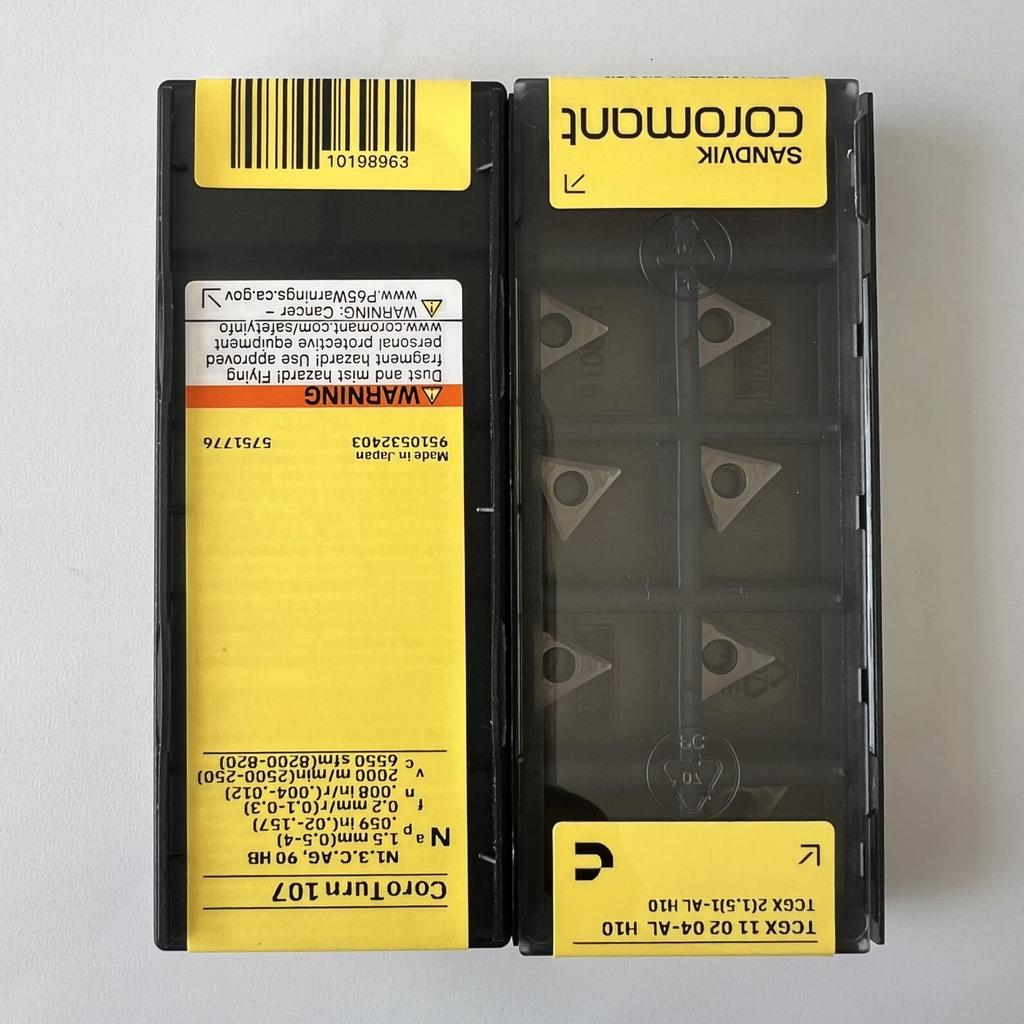 10198963
CoroTurn 107
N1.3.C.AG, 90 HB
N ap 1.5 mm(0.5-4)
.059 in(.02-.157)
fn 0.2 mm/r(0.1-0.3)
.008 in/r(.004-.012)
vc 2000 m/min(2500-250)
6550 sfm(8200-820)
Made in Japan
9510532403 5751776
⚠WARNING
Dust and mist hazard! Flying
fragment hazard! Use approved
personal protective equipment
www.coromant.com/safetyinfo
⚠ WARNING: Cancer –
www.P65Warnings.ca.gov
TCGX 11 02 04-AL H10
TCGX 2(1.5)1-AL H10
SANDVIK
coromant